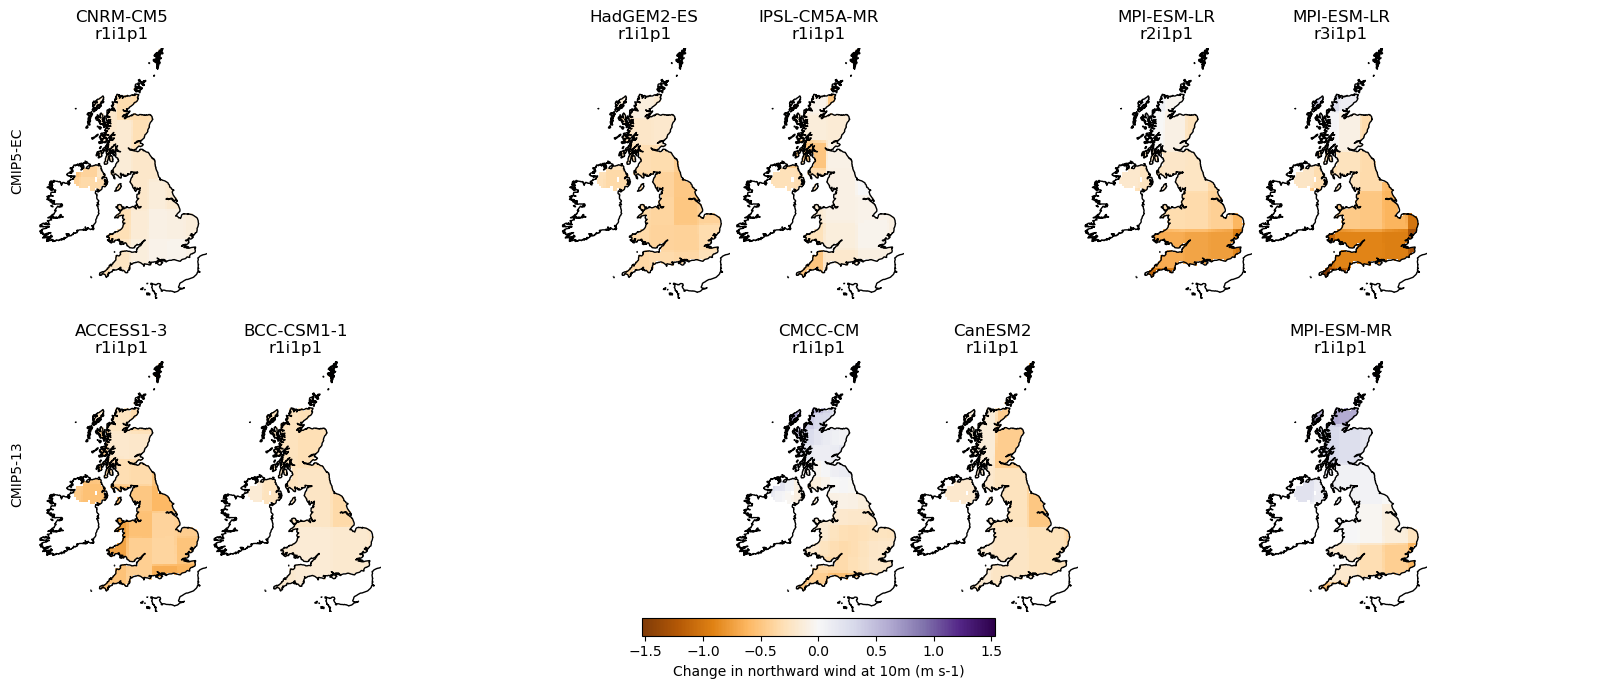 CNRM-CM5
r1i1p1
HadGEM2-ES
r1i1p1
IPSL-CM5A-MR
r1i1p1
MPI-ESM-LR
r2i1p1
MPI-ESM-LR
r3i1p1
CMIP5-EC
ACCESS1-3
r1i1p1
BCC-CSM1-1
r1i1p1
CMCC-CM
r1i1p1
CanESM2
r1i1p1
MPI-ESM-MR
r1i1p1
CMIP5-13
−1.5 −1.0 −0.5 0.0 0.5 1.0 1.5
Change in northward wind at 10m (m s-1)